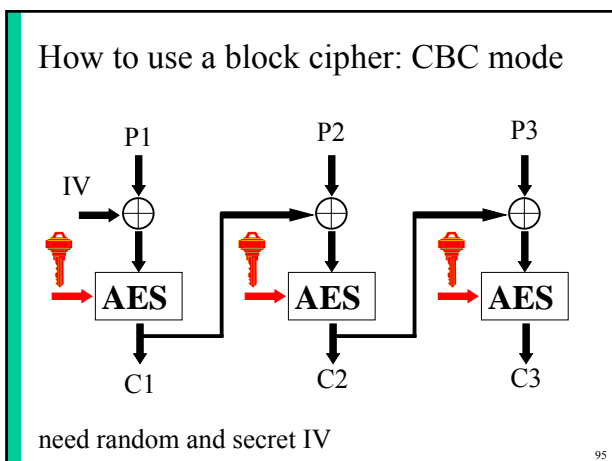 How to use a block cipher: CBC mode
P1 P2 P3
IV
AES AES AES
C1 C2 C3
need random and secret IV
95